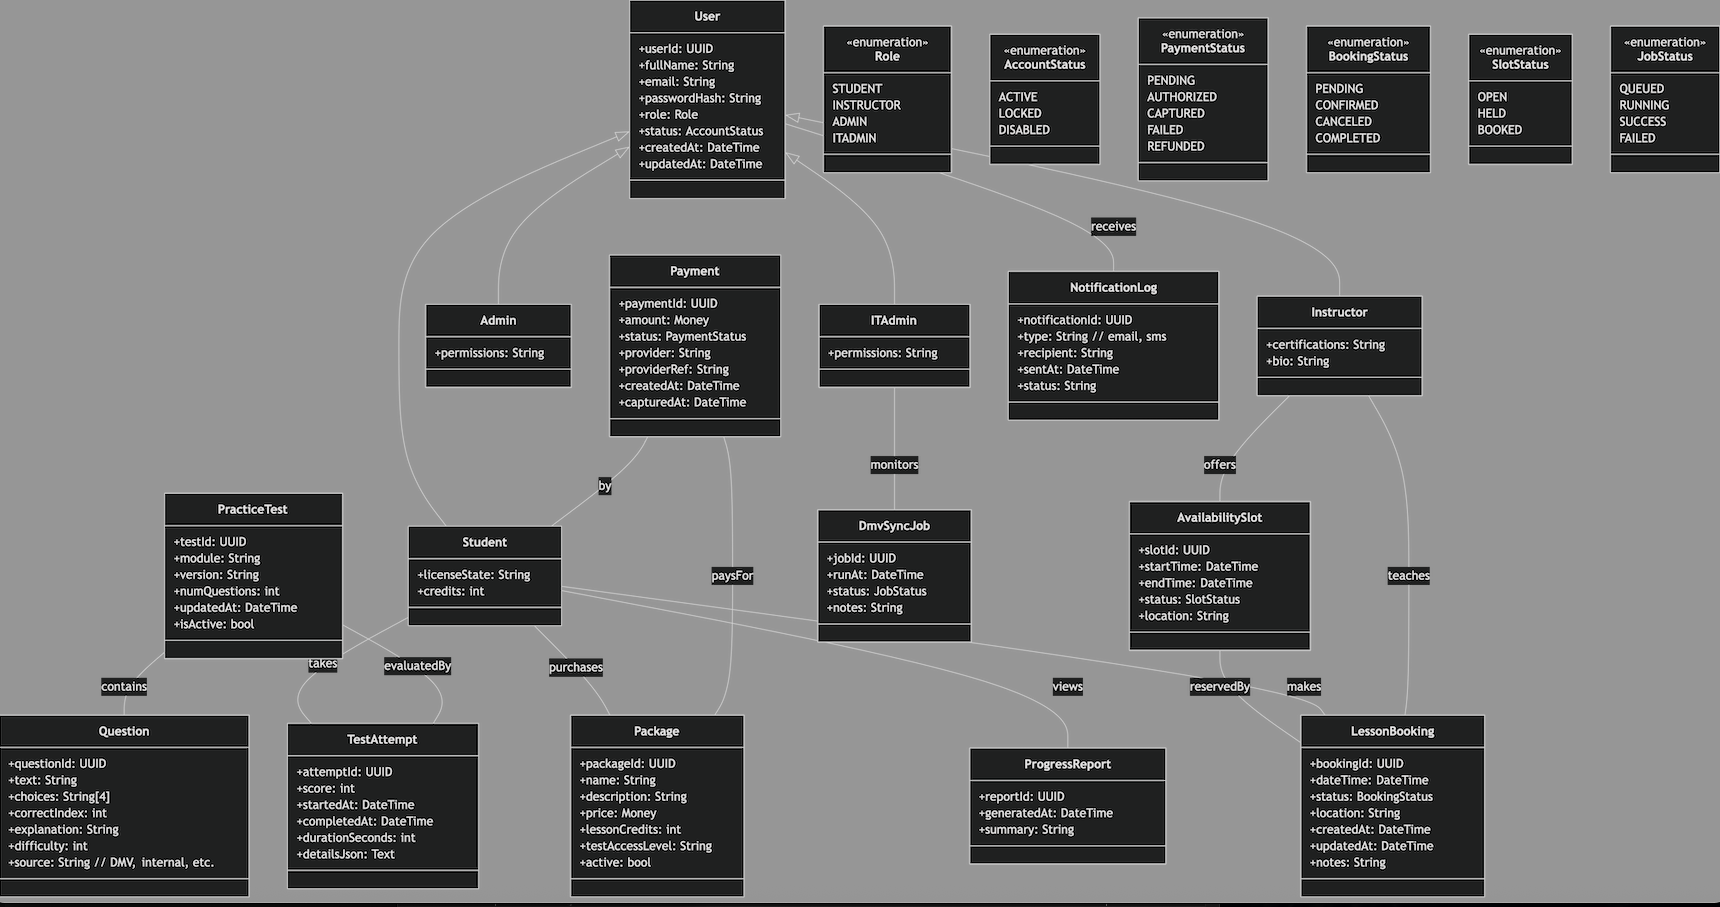 User
+userId: UUID
+fullName: String
+email: String
+passwordHash: String
+role: Role
+status: AccountStatus
+createdAt: DateTime
+updatedAt: DateTime
«enumeration»
Role
STUDENT
INSTRUCTOR
ADMIN
ITADMIN
«enumeration»
AccountStatus
ACTIVE
LOCKED
DISABLED
«enumeration»
PaymentStatus
PENDING
AUTHORIZED
CAPTURED
FAILED
REFUNDED
«enumeration»
BookingStatus
PENDING
CONFIRMED
CANCELED
COMPLETED
«enumeration»
SlotStatus
OPEN
HELD
BOOKED
«enumeration»
JobStatus
QUEUED
RUNNING
SUCCESS
FAILED
receives
Admin
+permissions: String
Payment
+paymentId: UUID
+amount: Money
+status: PaymentStatus
+provider: String
+providerRef: String
+createdAt: DateTime
+capturedAt: DateTime
ITAdmin
+permissions: String
NotificationLog
+notificationId: UUID
+type: String // email, sms
+recipient: String
+sentAt: DateTime
+status: String
Instructor
+certifications: String
+bio: String
by
monitors
offers
paysFor
teaches
PracticeTest
+testId: UUID
+module: String
+version: String
+numQuestions: int
+updatedAt: DateTime
+isActive: bool
Student
+licenseState: String
+credits: int
DmvSyncJob
+jobId: UUID
+runAt: DateTime
+status: JobStatus
+notes: String
AvailabilitySlot
+slotId: UUID
+startTime: DateTime
+endTime: DateTime
+status: SlotStatus
+location: String
contains
takes
evaluatedBy
purchases
views
reservedBy
makes
Question
+questionId: UUID
+text: String
+choices: String[4]
+correctIndex: int
+explanation: String
+difficulty: int
+source: String // DMV, internal, etc.
TestAttempt
+attemptId: UUID
+score: int
+startedAt: DateTime
+completedAt: DateTime
+durationSeconds: int
+detailsJson: Text
Package
+packageId: UUID
+name: String
+description: String
+price: Money
+lessonCredits: int
+testAccessLevel: String
+active: bool
ProgressReport
+reportId: UUID
+generatedAt: DateTime
+summary: String
LessonBooking
+bookingId: UUID
+dateTime: DateTime
+status: BookingStatus
+location: String
+createdAt: DateTime
+updatedAt: DateTime
+notes: String